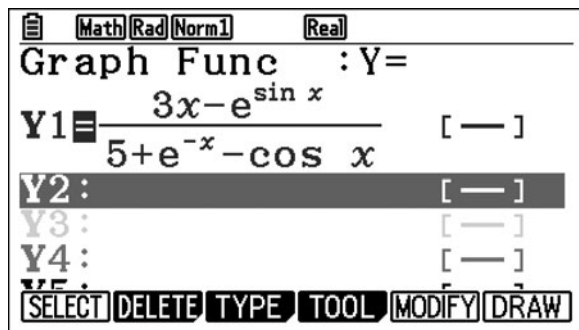 Math Rad Norm1 Real
Graph Func :Y=
Y1=(3x-e^(sin x))/(5+e^(-x)-cos x) [—]
Y2: [—]
Y3: [—]
Y4: [—]
SELECT DELETE TYPE TOOL MODIFY DRAW